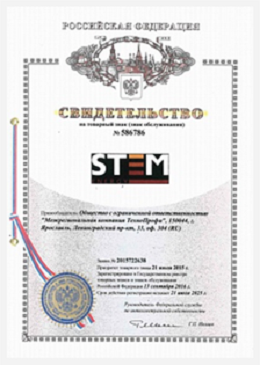 РОССИЙСКАЯ ФЕДЕРАЦИЯ
СВИДЕТЕЛЬСТВО
на товарный знак (знак обслуживания)
№ 586786
STEM
Правообладатель: Общество с ограниченной ответственностью
"Межрегиональная компания ТехноПрофи", 150044, г.
Ярославль, Ленинградский пр-кт, 33, оф. 304 (RU)
Заявка № 2015722638
Приоритет товарного знака 21 июля 2015 г.
Зарегистрировано в Государственном реестре
товарных знаков и знаков обслуживания
Российской Федерации 13 сентября 2016 г.
Срок действия регистрации истекает 21 июля 2025 г.
Руководитель Федеральной службы
по интеллектуальной собственности
Г.П. Ивлиев